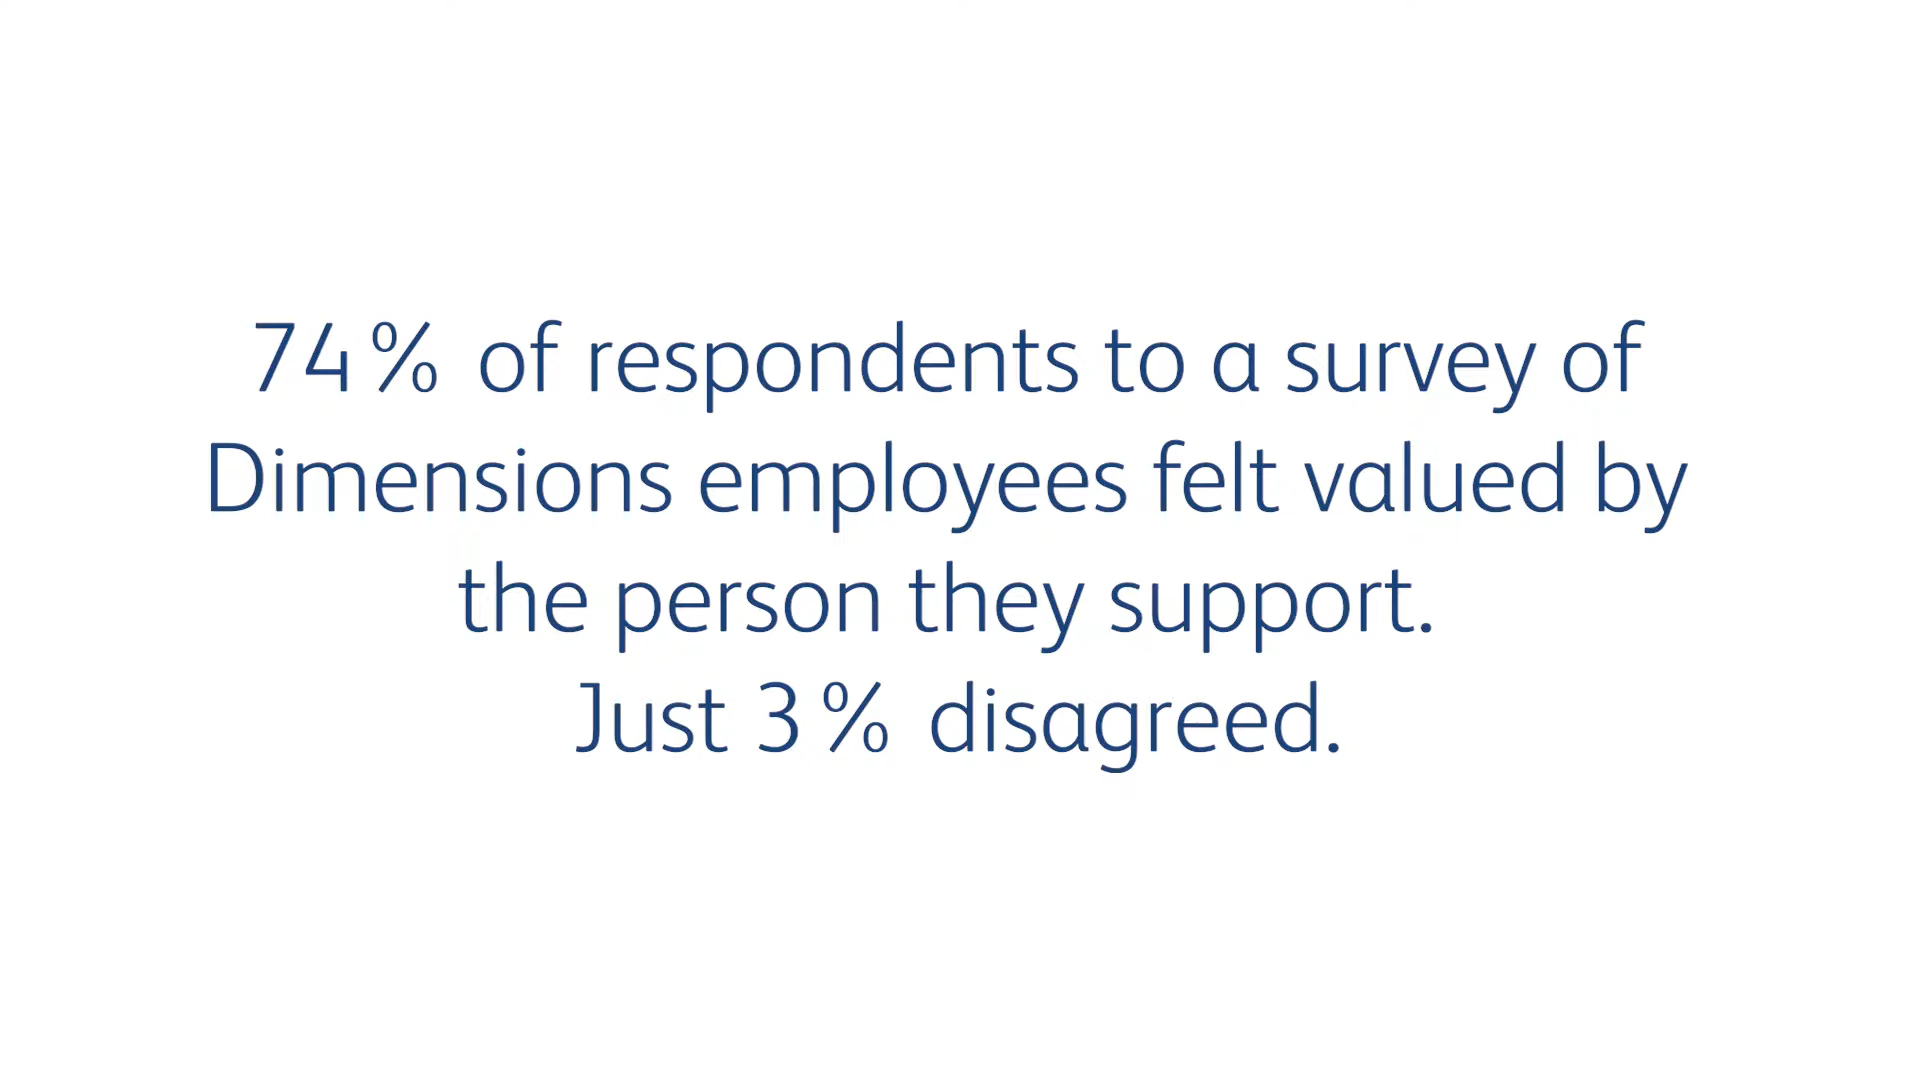 74% of respondents to a survey of
Dimensions employees felt valued by
the person they support.
Just 3% disagreed.